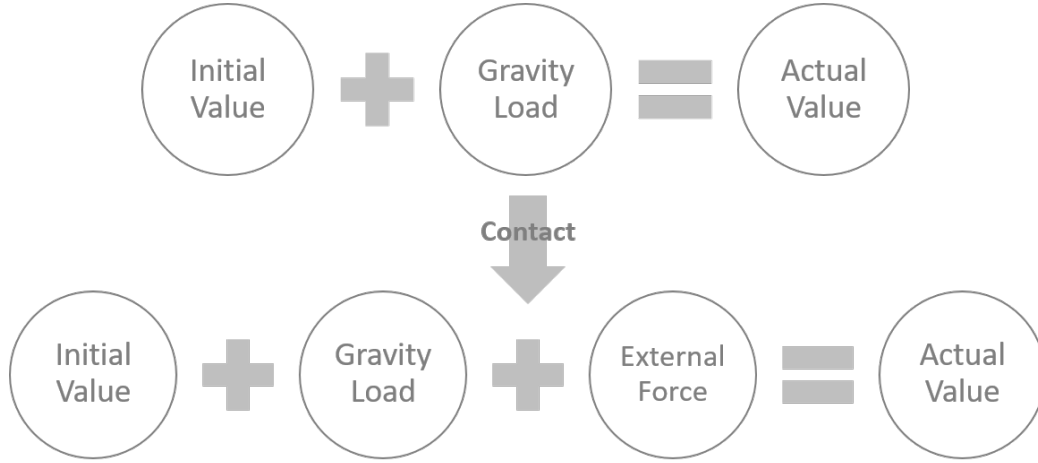 Initial
Value
Gravity
Load
Actual
Value
Contact
Initial
Value
Gravity
Load
External
Force
Actual
Value